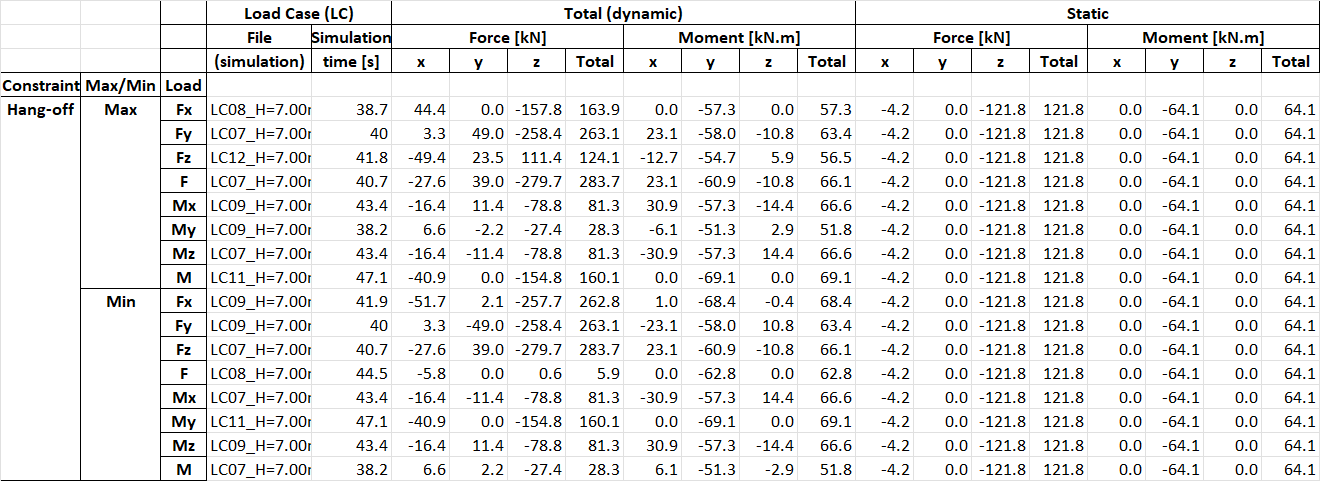 Load Case (LC) Total (dynamic) Static
File Simulation Force [kN] Moment [kN.m] Force [kN] Moment [kN.m]
(simulation) time [s] x y z Total x y z Total x y z Total x y z Total
Constraint Max/Min Load
Hang-off Max Fx LC08_H=7.00 38.7 44.4 0.0 -157.8 163.9 0.0 -57.3 0.0 57.3 -4.2 0.0 -121.8 121.8 0.0 -64.1 0.0 64.1
Fy LC07_H=7.00 40 3.3 49.0 -258.4 263.1 23.1 -58.0 -10.8 63.4 -4.2 0.0 -121.8 121.8 0.0 -64.1 0.0 64.1
Fz LC12_H=7.00 41.8 -49.4 23.5 111.4 124.1 -12.7 -54.7 5.9 56.5 -4.2 0.0 -121.8 121.8 0.0 -64.1 0.0 64.1
F LC07_H=7.00 40.7 -27.6 39.0 -279.7 283.7 23.1 -60.9 -10.8 66.1 -4.2 0.0 -121.8 121.8 0.0 -64.1 0.0 64.1
Mx LC09_H=7.00 43.4 -16.4 11.4 -78.8 81.3 30.9 -57.3 -14.4 66.6 -4.2 0.0 -121.8 121.8 0.0 -64.1 0.0 64.1
My LC09_H=7.00 38.2 6.6 -2.2 -27.4 28.3 -6.1 -51.3 2.9 51.8 -4.2 0.0 -121.8 121.8 0.0 -64.1 0.0 64.1
Mz LC07_H=7.00 43.4 -16.4 -11.4 -78.8 81.3 -30.9 -57.3 14.4 66.6 -4.2 0.0 -121.8 121.8 0.0 -64.1 0.0 64.1
M LC11_H=7.00 47.1 -40.9 0.0 -154.8 160.1 0.0 -69.1 0.0 69.1 -4.2 0.0 -121.8 121.8 0.0 -64.1 0.0 64.1
Min Fx LC09_H=7.00 41.9 -51.7 2.1 -257.7 262.8 1.0 -68.4 -0.4 68.4 -4.2 0.0 -121.8 121.8 0.0 -64.1 0.0 64.1
Fy LC09_H=7.00 40 3.3 -49.0 -258.4 263.1 -23.1 -58.0 10.8 63.4 -4.2 0.0 -121.8 121.8 0.0 -64.1 0.0 64.1
Fz LC07_H=7.00 40.7 -27.6 39.0 -279.7 283.7 23.1 -60.9 -10.8 66.1 -4.2 0.0 -121.8 121.8 0.0 -64.1 0.0 64.1
F LC08_H=7.00 44.5 -5.8 0.0 0.6 5.9 0.0 -62.8 0.0 62.8 -4.2 0.0 -121.8 121.8 0.0 -64.1 0.0 64.1
Mx LC07_H=7.00 43.4 -16.4 -11.4 -78.8 81.3 -30.9 -57.3 14.4 66.6 -4.2 0.0 -121.8 121.8 0.0 -64.1 0.0 64.1
My LC11_H=7.00 47.1 -40.9 0.0 -154.8 160.1 0.0 -69.1 0.0 69.1 -4.2 0.0 -121.8 121.8 0.0 -64.1 0.0 64.1
Mz LC09_H=7.00 43.4 -16.4 11.4 -78.8 81.3 30.9 -57.3 -14.4 66.6 -4.2 0.0 -121.8 121.8 0.0 -64.1 0.0 64.1
M LC07_H=7.00 38.2 6.6 2.2 -27.4 28.3 6.1 -51.3 -2.9 51.8 -4.2 0.0 -121.8 121.8 0.0 -64.1 0.0 64.1